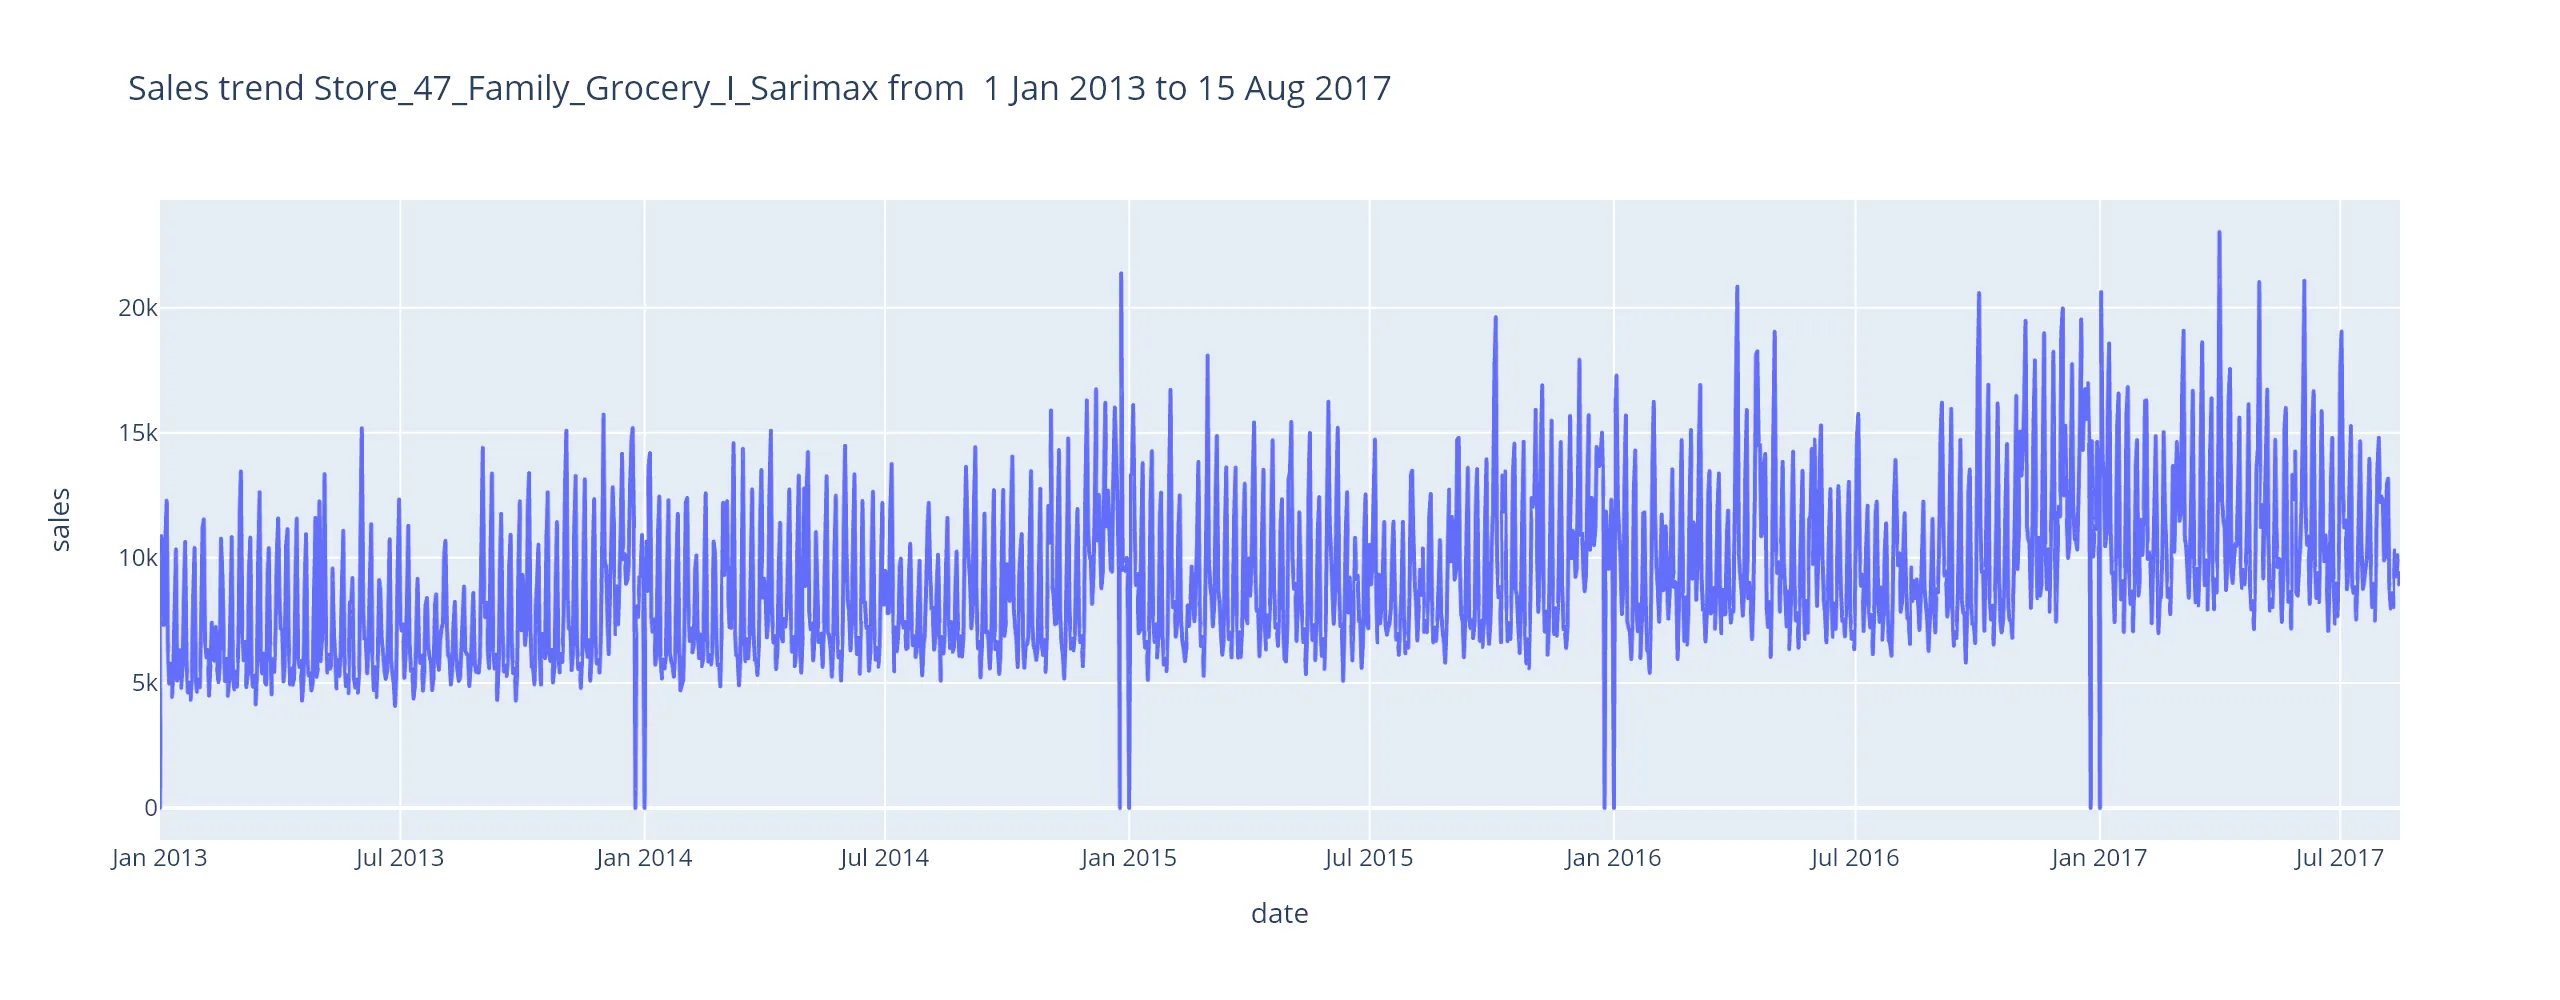 Sales trend Store_47_Family_Grocery_I_Sarimax from  1 Jan 2013 to 15 Aug 2017
sales
20k
15k
10k
5k
0
Jan 2013 Jul 2013 Jan 2014 Jul 2014 Jan 2015 Jul 2015 Jan 2016 Jul 2016 Jan 2017 Jul 2017
date